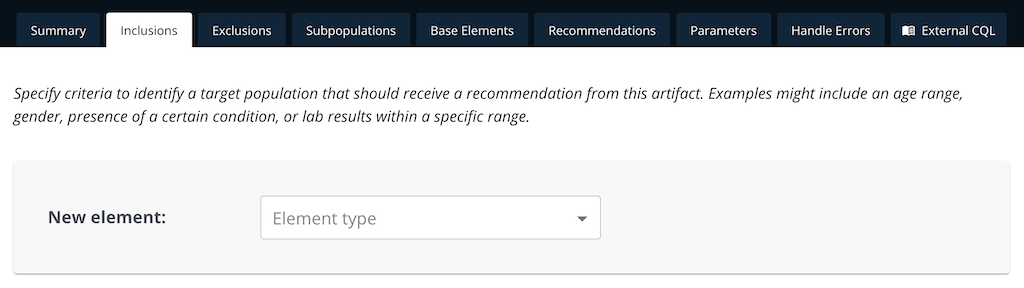 Summary Inclusions Exclusions Subpopulations Base Elements Recommendations Parameters Handle Errors External CQL
Specify criteria to identify a target population that should receive a recommendation from this artifact. Examples might include an age range,
gender, presence of a certain condition, or lab results within a specific range.
New element: Element type